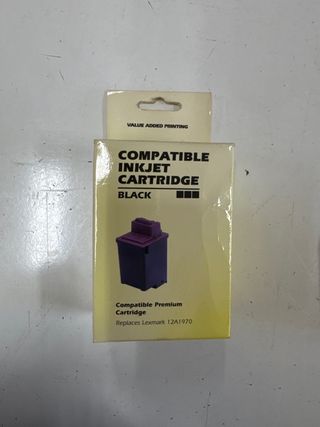 VALUE ADDED PRINTING
COMPATIBLE
INKJET
CARTRIDGE
BLACK
Compatible Premium
Cartridge
Replaces Lexmark 12A1970